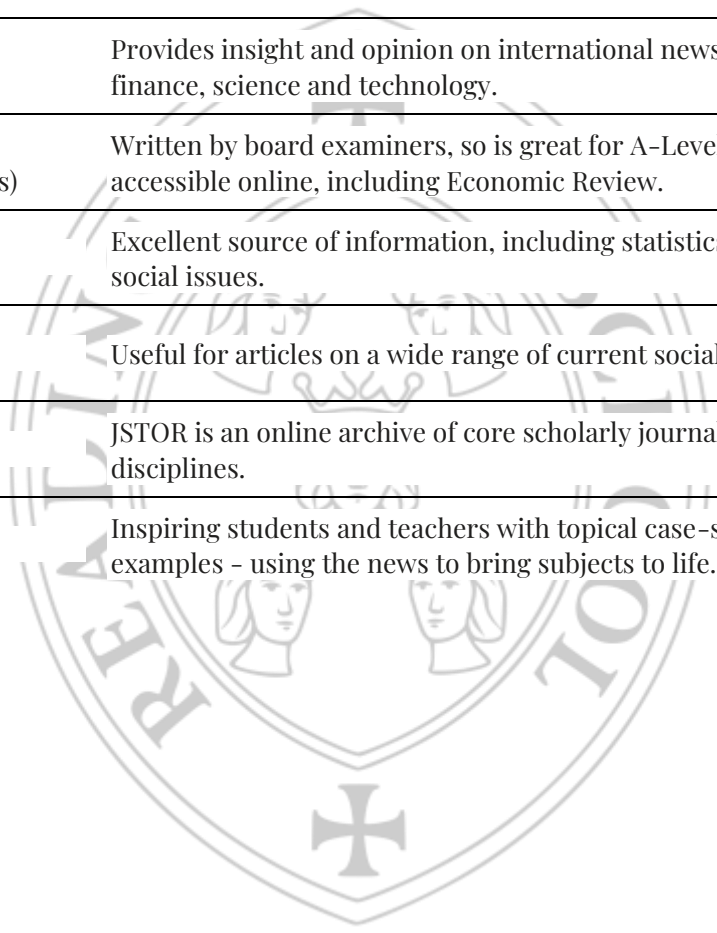 Provides insight and opinion on international news
finance, science and technology.
Written by board examiners, so is great for A-Leve
s) accessible online, including Economic Review.
Excellent source of information, including statistics
social issues.
Useful for articles on a wide range of current social
JSTOR is an online archive of core scholarly journal
disciplines.
Inspiring students and teachers with topical case-s
examples - using the news to bring subjects to life.